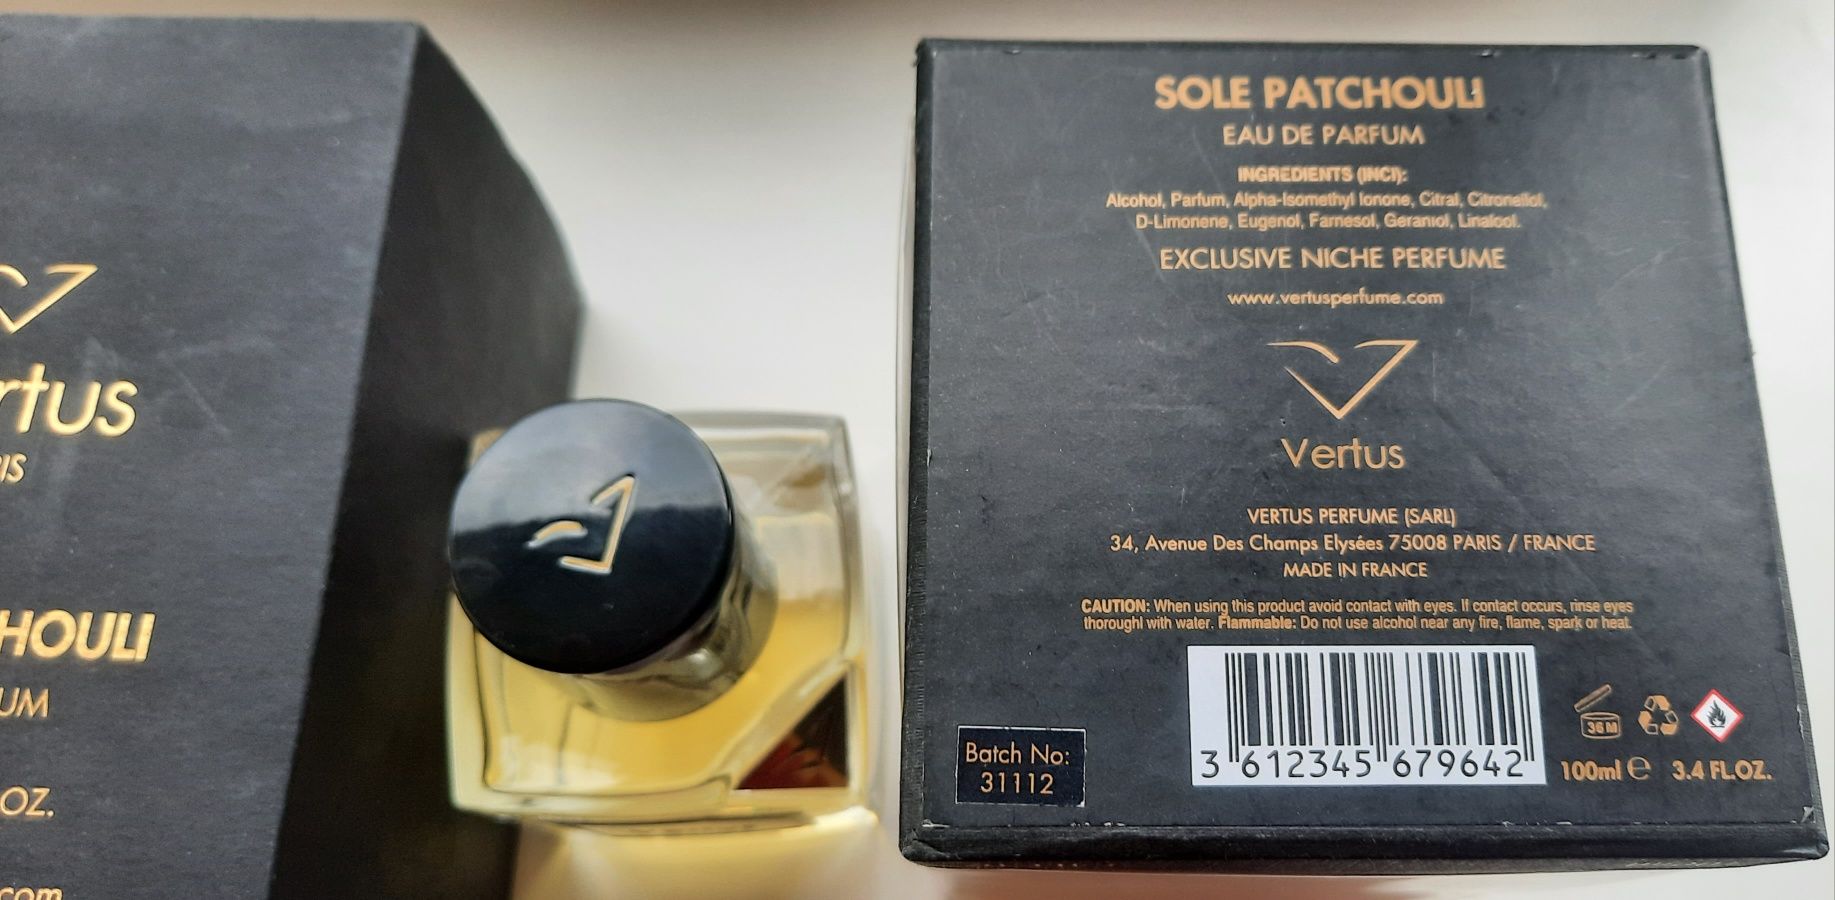 rtus
IS
HOULI
UM
OZ.
.com
SOLE PATCHOULI
EAU DE PARFUM
INGREDIENTS (INCI):
Alcohol, Parfum, Alpha-Isomethyl Ionone, Citral, Citronellol,
D-Limonene, Eugenol, Farnesol, Geraniol, Linalool.
EXCLUSIVE NICHE PERFUME
www.vertusperfume.com
Vertus
VERTUS PERFUME (SARL)
34, Avenue Des Champs Elysées 75008 PARIS / FRANCE
MADE IN FRANCE
CAUTION: When using this product avoid contact with eyes. If contact occurs, rinse eyes
thoroughl with water. Flammable: Do not use alcohol near any fire, flame, spark or heat.
Batch No:
31112
3 612345 679642
36 M
100ml ℮ 3.4 FL.OZ.